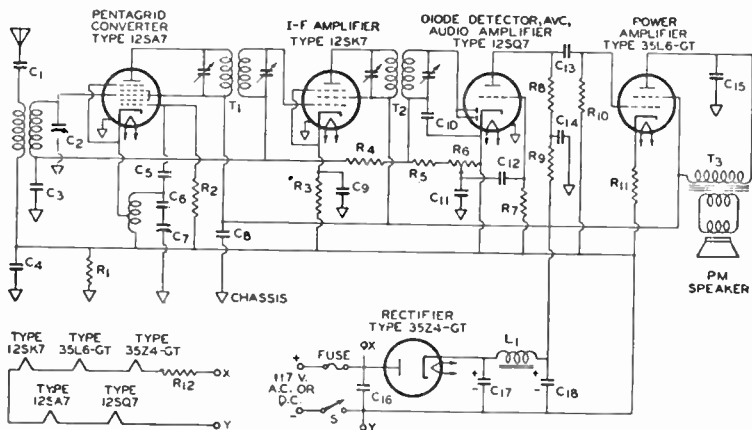 PENTAGRID
CONVERTER
TYPE 12SA7
I-F AMPLIFIER
TYPE 12SK7
DIODE DETECTOR, AVC,
AUDIO AMPLIFIER
TYPE 12SQ7
POWER
AMPLIFIER
TYPE 35L6-GT
C1
C2
C3
C4
C5
C6
C7
C8
R1
R2
T1
R3
C9
R4
R5
T2
C10
R6
C11
C12
R7
R8
C13
C14
R9
R10
R11
C15
T3
PM
SPEAKER
CHASSIS
TYPE
12SK7
TYPE
35L6-GT
TYPE
35Z4-GT
R12
X
TYPE
12SA7
TYPE
12SQ7
Y
RECTIFIER
TYPE 35Z4-GT
X
FUSE
+
117 V.
A.C. OR
D.C.
-
S
C16
Y
L1
+
-
C17
+
-
C18